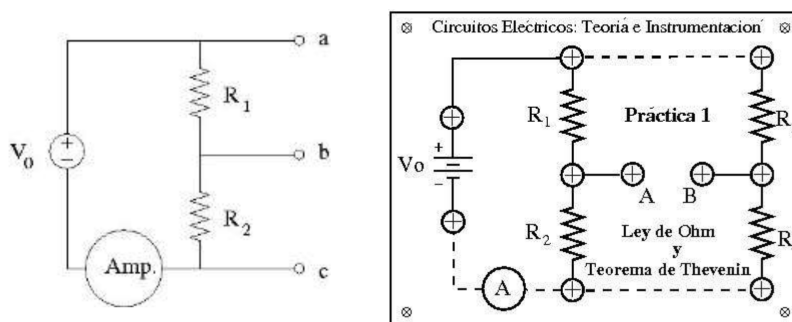 a
R1
b
V0
R2
Amp.
c
Circuitos Eléctricos: Teoría e Instrumentación
R1
Práctica 1
R
+
Vo
A
B
R2
Ley de Ohm
R
y
Teorema de Thevenin
A